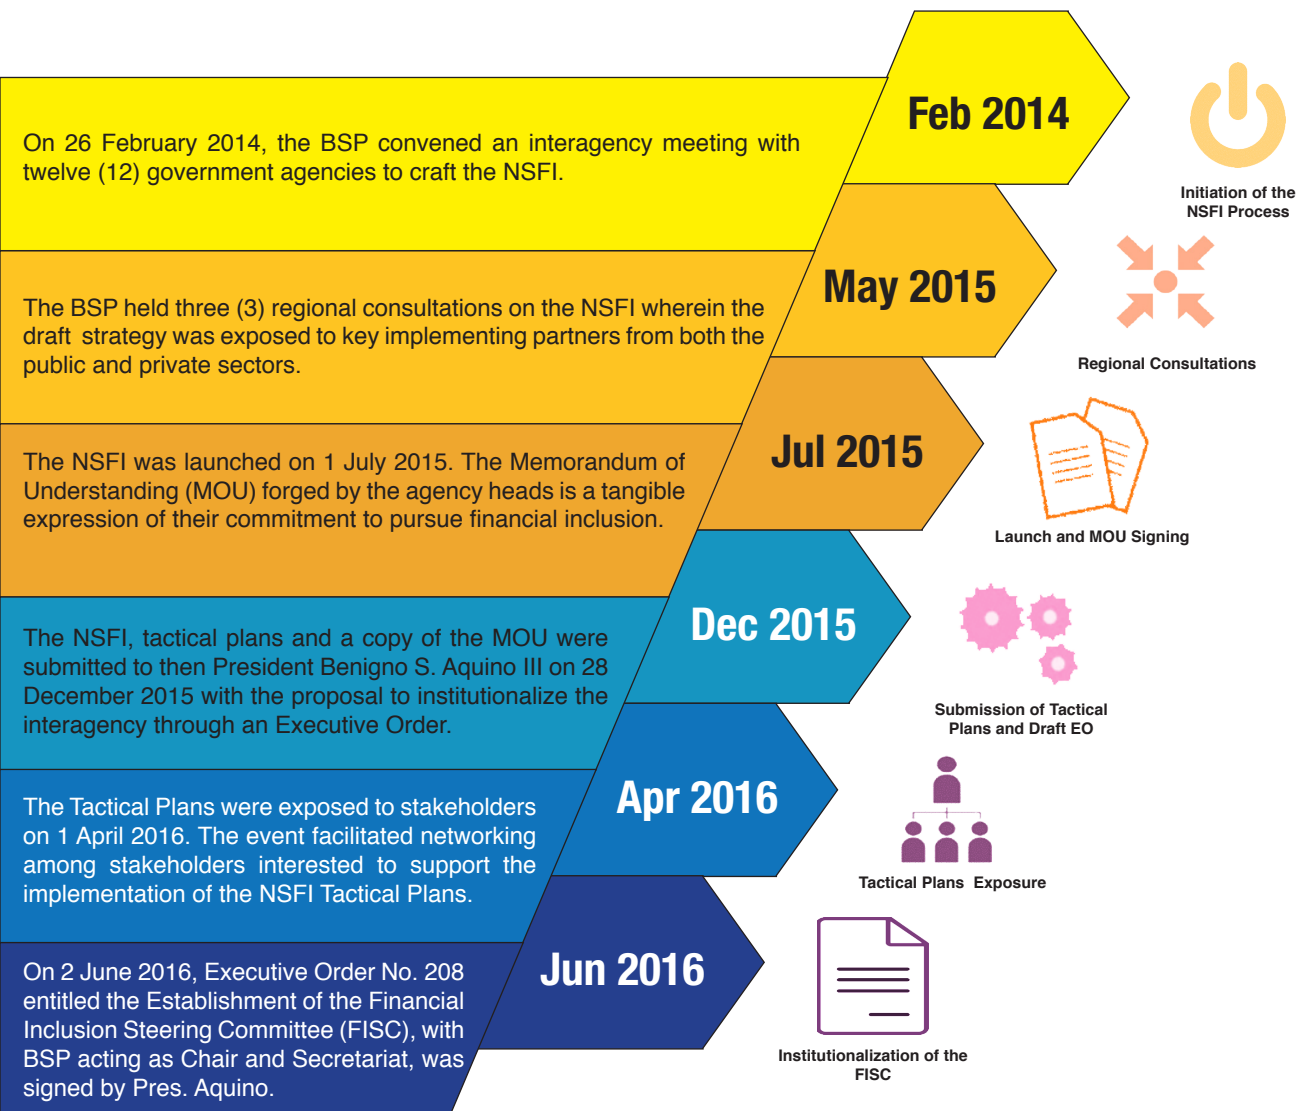 Feb 2014
On 26 February 2014, the BSP convened an interagency meeting with
twelve (12) government agencies to craft the NSFI.
Initiation of the
NSFI Process
May 2015
The BSP held three (3) regional consultations on the NSFI wherein the
draft strategy was exposed to key implementing partners from both the
public and private sectors.
Regional Consultations
Jul 2015
The NSFI was launched on 1 July 2015. The Memorandum of
Understanding (MOU) forged by the agency heads is a tangible
expression of their commitment to pursue financial inclusion.
Launch and MOU Signing
Dec 2015
The NSFI, tactical plans and a copy of the MOU were
submitted to then President Benigno S. Aquino III on 28
December 2015 with the proposal to institutionalize the
interagency through an Executive Order.
Submission of Tactical
Plans and Draft EO
Apr 2016
The Tactical Plans were exposed to stakeholders
on 1 April 2016. The event facilitated networking
among stakeholders interested to support the
implementation of the NSFI Tactical Plans.
Tactical Plans Exposure
Jun 2016
On 2 June 2016, Executive Order No. 208
entitled the Establishment of the Financial
Inclusion Steering Committee (FISC), with
BSP acting as Chair and Secretariat, was
signed by Pres. Aquino.
Institutionalization of the
FISC